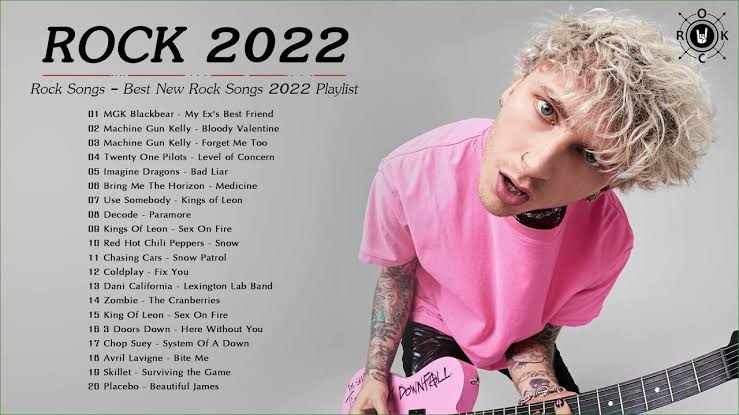 ROCK 2022
Rock Songs - Best New Rock Songs 2022 Playlist
01 MGK Blackbear - My Ex's Best Friend
02 Machine Gun Kelly - Bloody Valentine
03 Machine Gun Kelly - Forget Me Too
04 Twenty One Pilots - Level of Concern
05 Imagine Dragons - Bad Liar
06 Bring Me The Horizon - Medicine
07 Use Somebody - Kings of Leon
08 Decode - Paramore
09 Kings Of Leon - Sex On Fire
10 Red Hot Chili Peppers - Snow
11 Chasing Cars - Snow Patrol
12 Coldplay - Fix You
13 Dani California - Lexington Lab Band
14 Zombie - The Cranberries
15 King Of Leon - Sex On Fire
16 3 Doors Down - Here Without You
17 Chop Suey - System Of A Down
18 Avril Lavigne - Bite Me
19 Skillet - Surviving the Game
20 Placebo - Beautiful James
R O C K
DOWNFALL